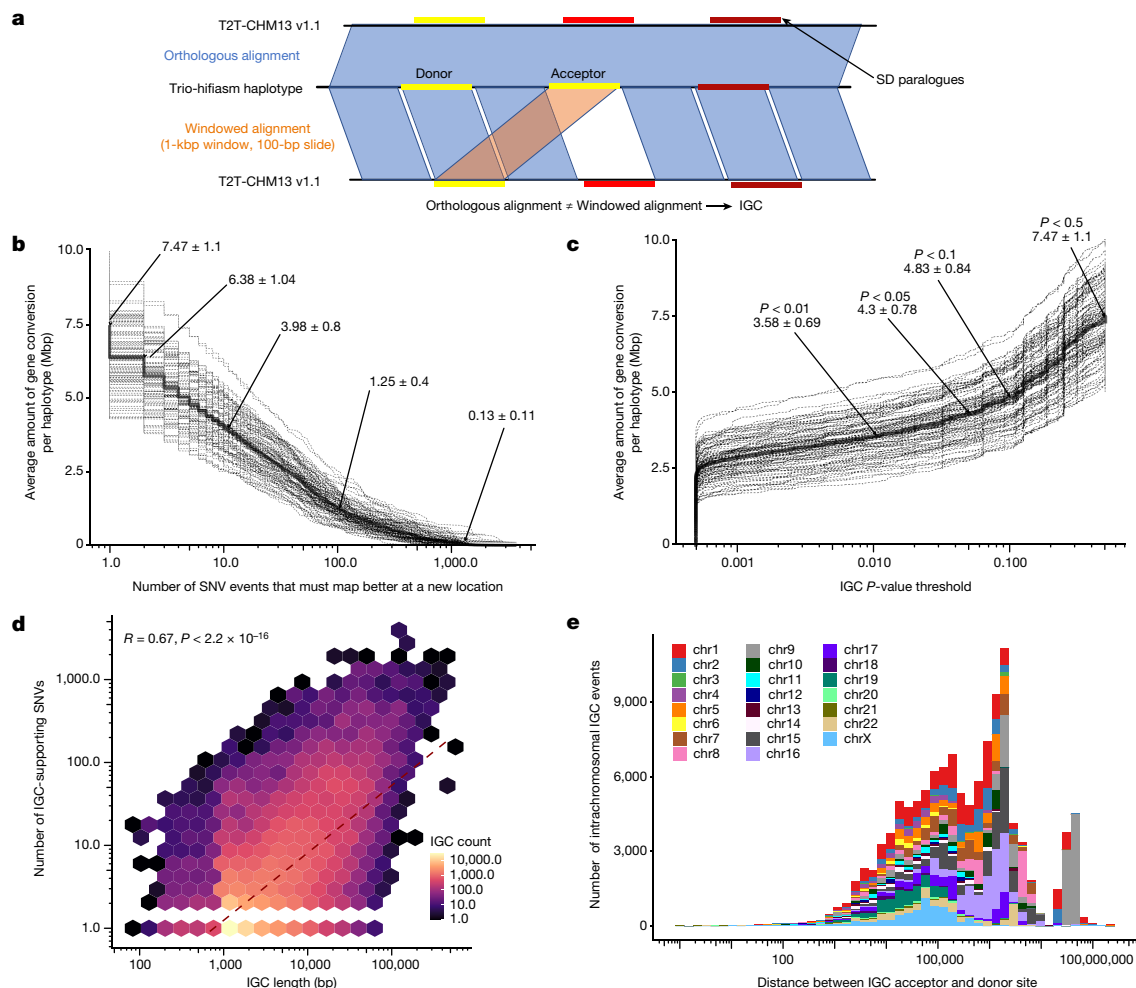 a
T2T-CHM13 v1.1
Orthologous alignment
Donor
Acceptor
SD paralogues
Trio-hifiasm haplotype
Windowed alignment
(1-kbp window, 100-bp slide)
T2T-CHM13 v1.1
Orthologous alignment ≠ Windowed alignment → IGC
b
10.0
7.5
5.0
2.5
0
Average amount of gene conversion
per haplotype (Mbp)
7.47 ± 1.1
6.38 ± 1.04
3.98 ± 0.8
1.25 ± 0.4
0.13 ± 0.11
1.0 10.0 100.0 1,000.0
Number of SNV events that must map better at a new location
c
10.0
7.5
5.0
2.5
0
Average amount of gene conversion
per haplotype (Mbp)
P < 0.01
3.58 ± 0.69
P < 0.05
4.3 ± 0.78
P < 0.1
4.83 ± 0.84
P < 0.5
7.47 ± 1.1
0.001 0.010 0.100
IGC P-value threshold
d
R = 0.67, P < 2.2 × 10⁻¹⁶
1,000.0
100.0
10.0
1.0
Number of IGC-supporting SNVs
IGC count
10,000.0
1,000.0
100.0
10.0
1.0
100 1,000 10,000 100,000
IGC length (bp)
e
9,000
6,000
3,000
0
Number of intrachromosomal IGC events
chr1
chr2
chr3
chr4
chr5
chr6
chr7
chr8
chr9
chr10
chr11
chr12
chr13
chr14
chr15
chr16
chr17
chr18
chr19
chr20
chr21
chr22
chrX
100 100,000 100,000,000
Distance between IGC acceptor and donor site